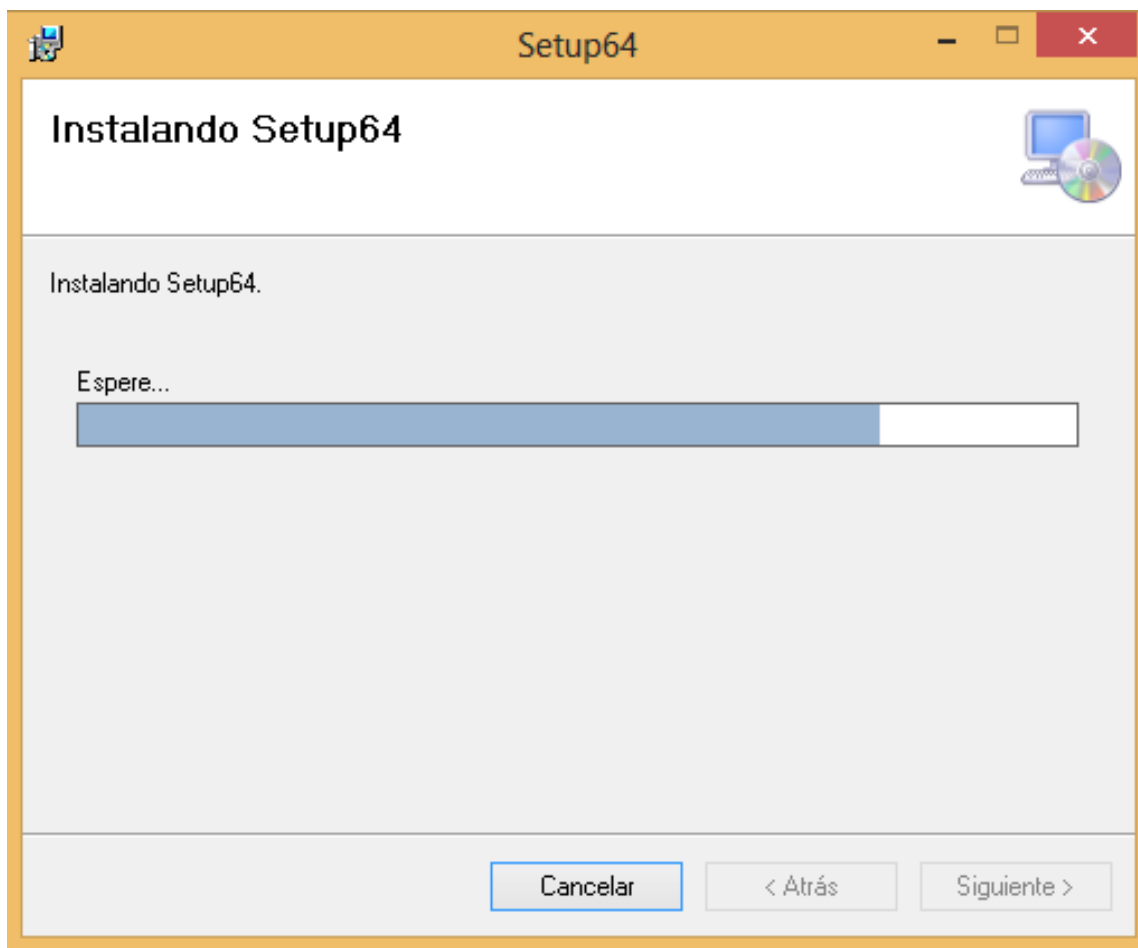 Setup64
Instalando Setup64
Instalando Setup64.
Espere...
Cancelar
< Atrás
Siguiente >